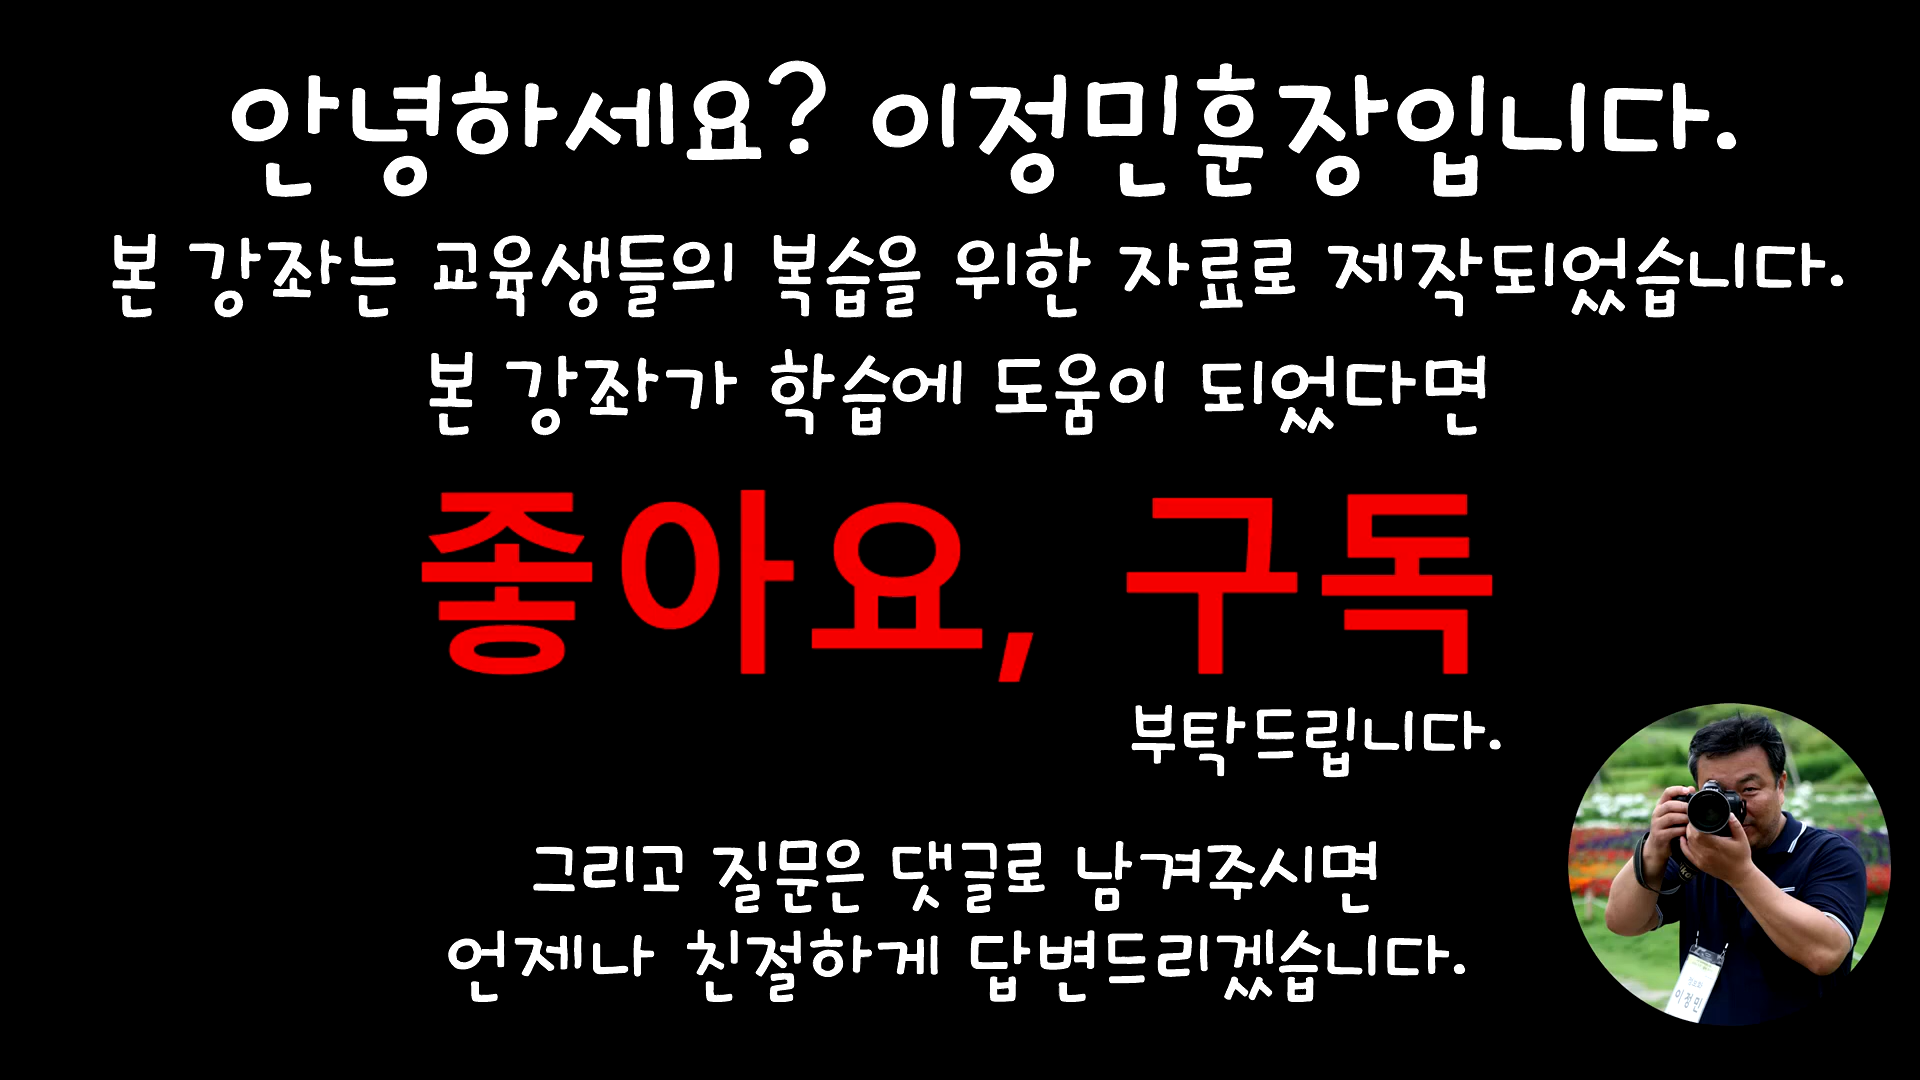 안녕하세요? 이정민훈장입니다.
본 강좌는 교육생들의 복습을 위한 자료로 제작되었습니다.
본 강좌가 학습에 도움이 되었다면
좋아요, 구독
부탁드립니다.
그리고 질문은 댓글로 남겨주시면
언제나 친절하게 답변드리겠습니다.
이정민